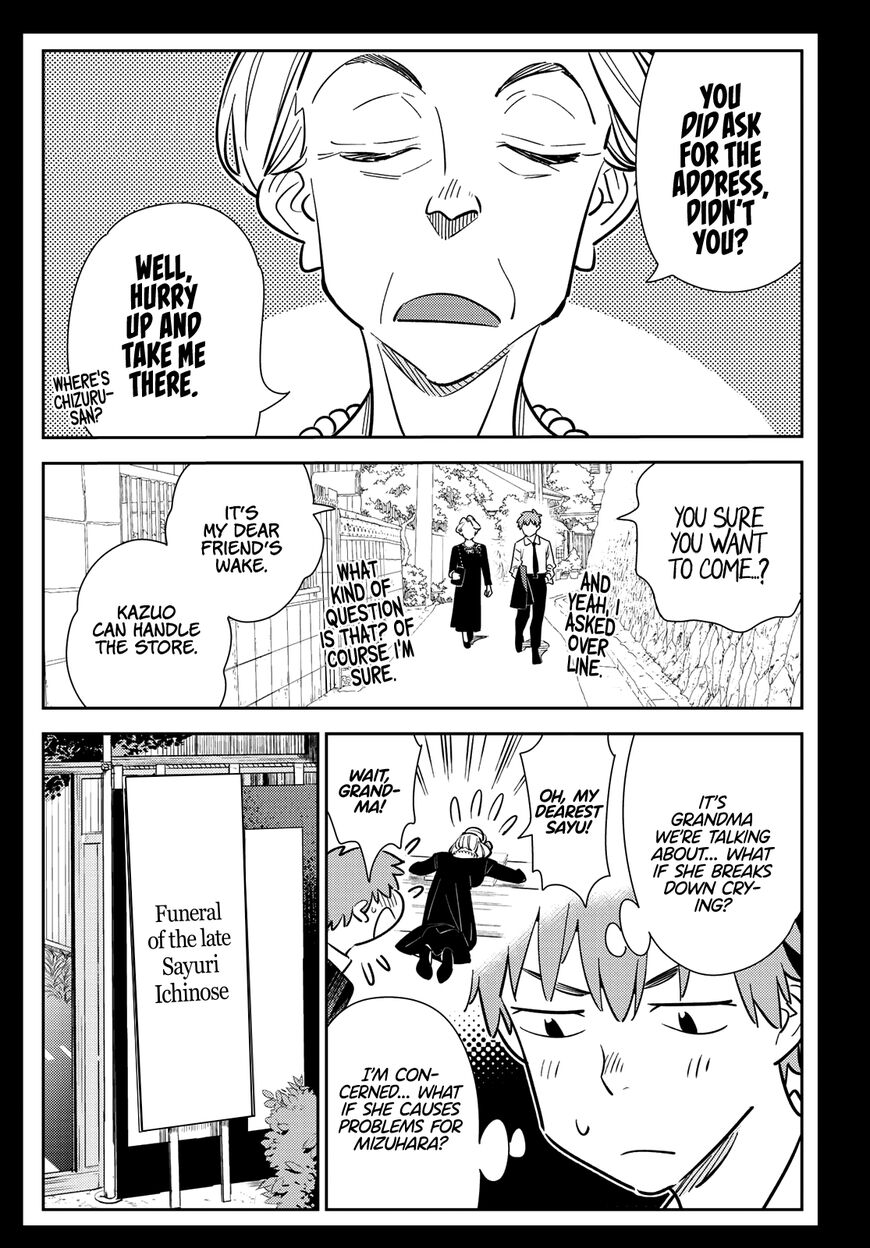 YOU
DID ASK
FOR THE
ADDRESS,
DIDN'T
YOU?
WELL,
HURRY
UP AND
TAKE ME
THERE.
WHERE'S
CHIZURU-
SAN?
YOU SURE
YOU WANT
TO COME...?
AND
YEAH, I
ASKED
OVER
LINE.
WHAT
KIND OF
QUESTION
IS THAT? OF
COURSE I'M
SURE.
IT'S
MY DEAR
FRIEND'S
WAKE.
KAZUO
CAN HANDLE
THE STORE.
IT'S
GRANDMA
WE'RE TALKING
ABOUT... WHAT
IF SHE BREAKS
DOWN CRY-
ING?
OH, MY
DEAREST
SAYU!
WAIT,
GRAND-
MA!
I'M CON-
CERNED... WHAT
IF SHE CAUSES
PROBLEMS FOR
MIZUHARA?
Funeral
of the late
Sayuri
Ichinose